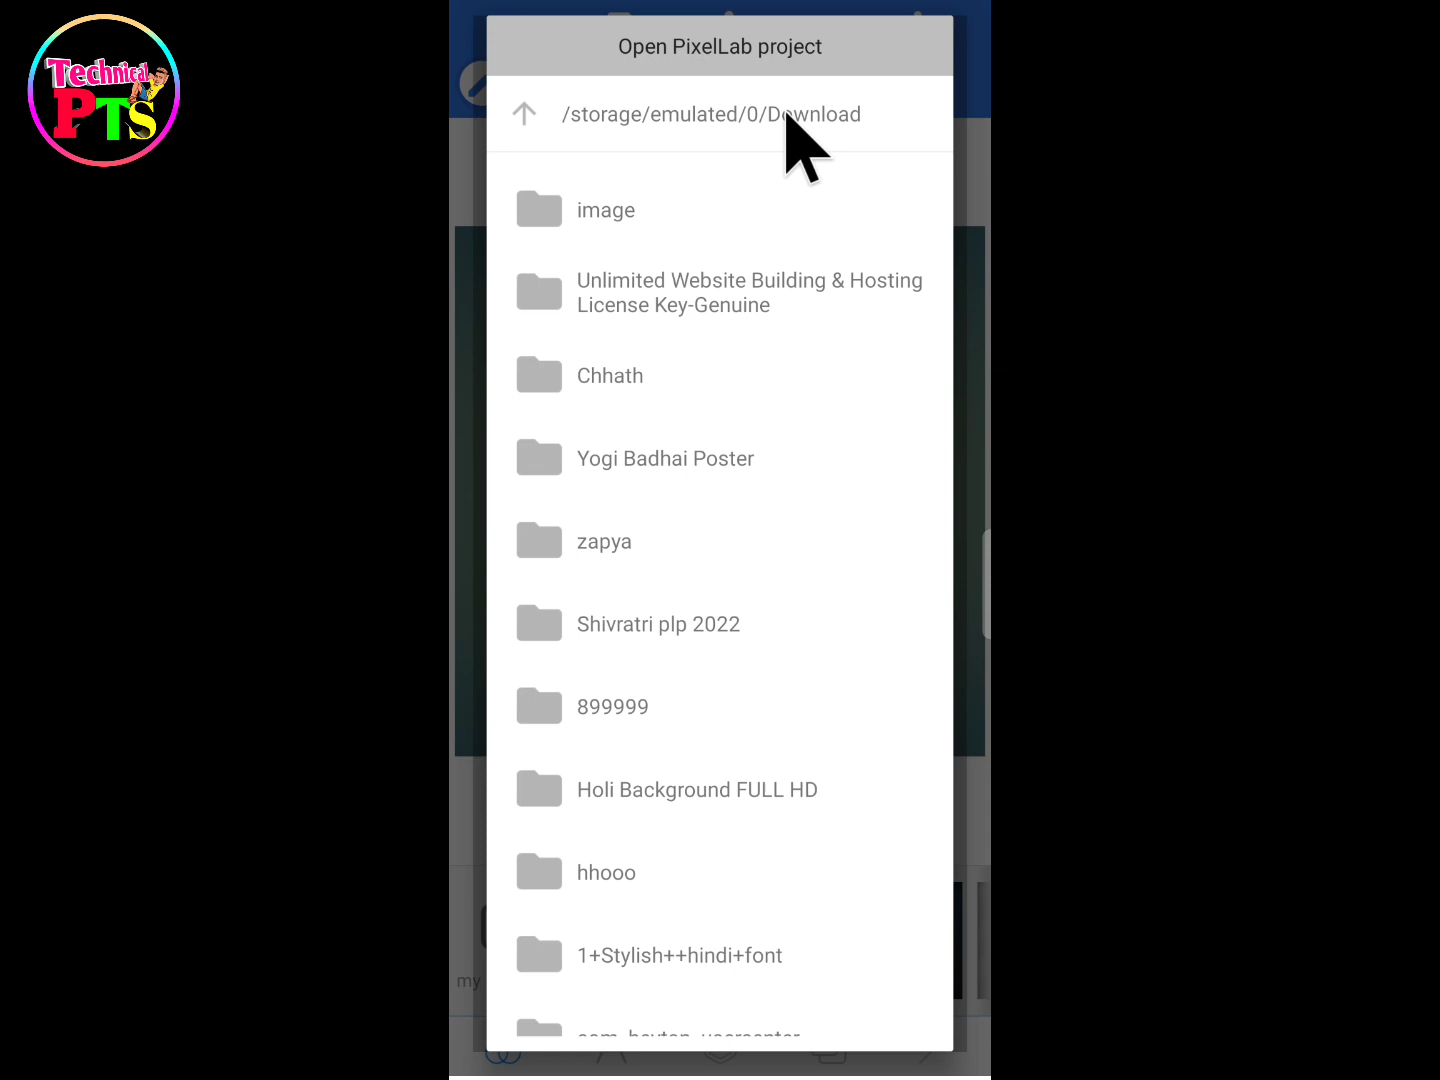 Technical
PTS
Open PixelLab project
/storage/emulated/0/Download
image
Unlimited Website Building & Hosting
License Key-Genuine
Chhath
Yogi Badhai Poster
zapya
Shivratri plp 2022
899999
Holi Background FULL HD
hhooo
1+Stylish++hindi+font
my